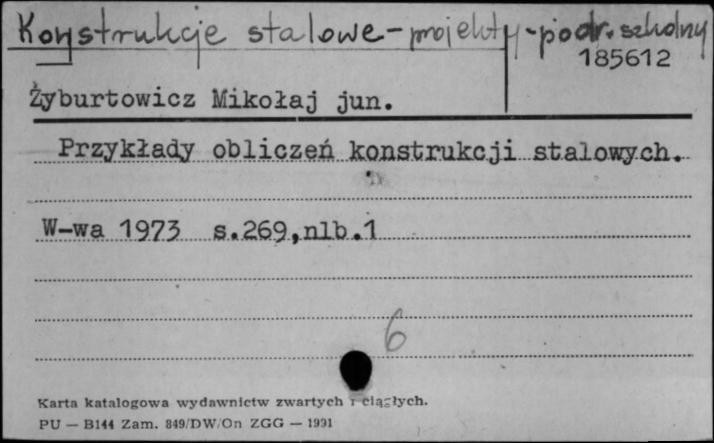 Konstrukcje stalowe - projekty - podr. szkolny
185612
Żyburtowicz Mikołaj jun.
Przykłady obliczeń konstrukcji stalowych.
W-wa 1973 s.269,nlb.1
6
Karta katalogowa wydawnictw zwartych i ciągłych.
PU — B144 Zam. 849/DW/On ZGG — 1991